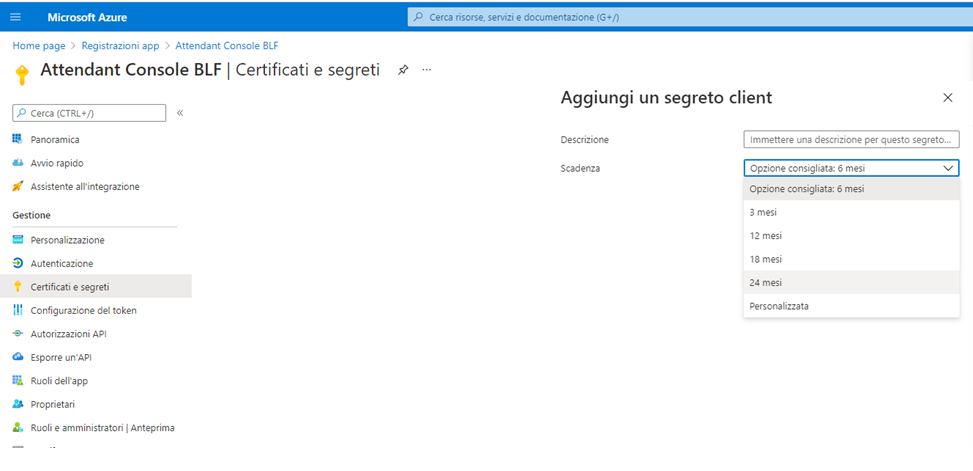 Microsoft Azure
Cerca risorse, servizi e documentazione (G+/)
Home page > Registrazioni app > Attendant Console BLF
Attendant Console BLF | Certificati e segreti
Cerca (CTRL+/)
Panoramica
Avvio rapido
Assistente all'integrazione
Gestione
Personalizzazione
Autenticazione
Certificati e segreti
Configurazione del token
Autorizzazioni API
Esporre un'API
Ruoli dell'app
Proprietari
Ruoli e amministratori | Anteprima
Aggiungi un segreto client
Descrizione
Immettere una descrizione per questo segreto...
Scadenza
Opzione consigliata: 6 mesi
Opzione consigliata: 6 mesi
3 mesi
12 mesi
18 mesi
24 mesi
Personalizzata